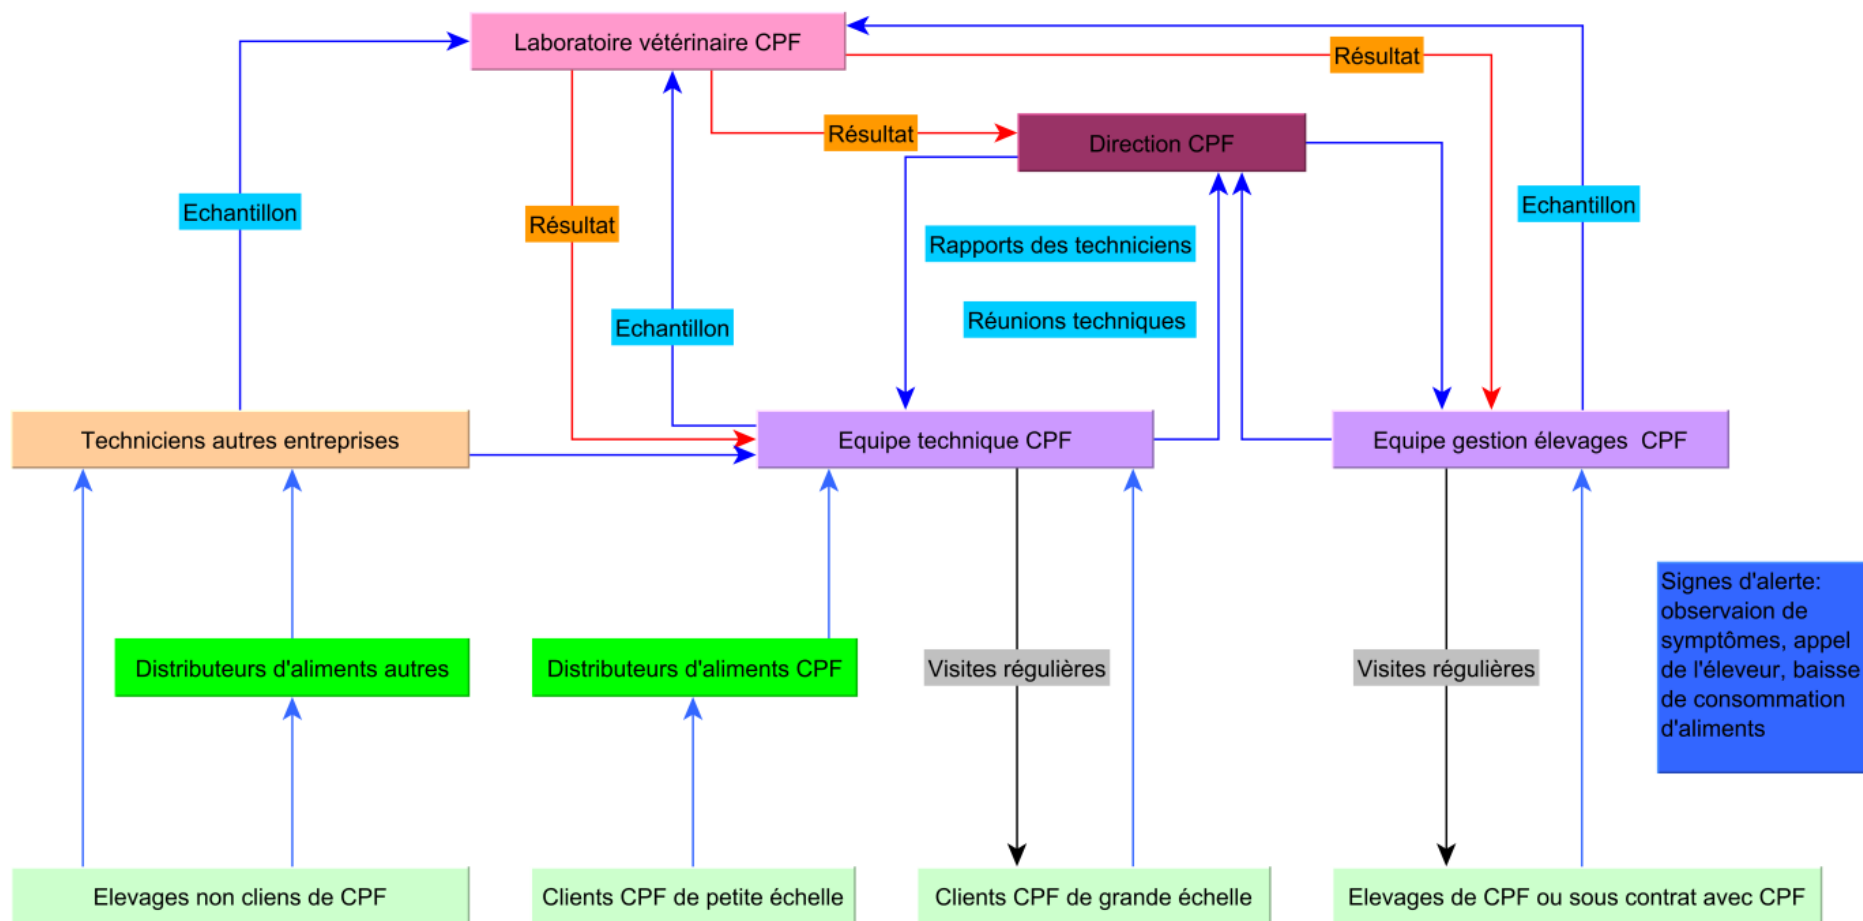 Laboratoire vétérinaire CPF
Résultat
Résultat
Direction CPF
Echantillon
Echantillon
Résultat
Rapports des techniciens
Réunions techniques
Echantillon
Techniciens autres entreprises
Equipe technique CPF
Equipe gestion élevages  CPF
Signes d'alerte:
observaion de
symptômes, appel
de l'éleveur, baisse
de consommation
d'aliments
Distributeurs d'aliments autres
Distributeurs d'aliments CPF
Visites régulières
Visites régulières
Elevages non cliens de CPF
Clients CPF de petite échelle
Clients CPF de grande échelle
Elevages de CPF ou sous contrat avec CPF